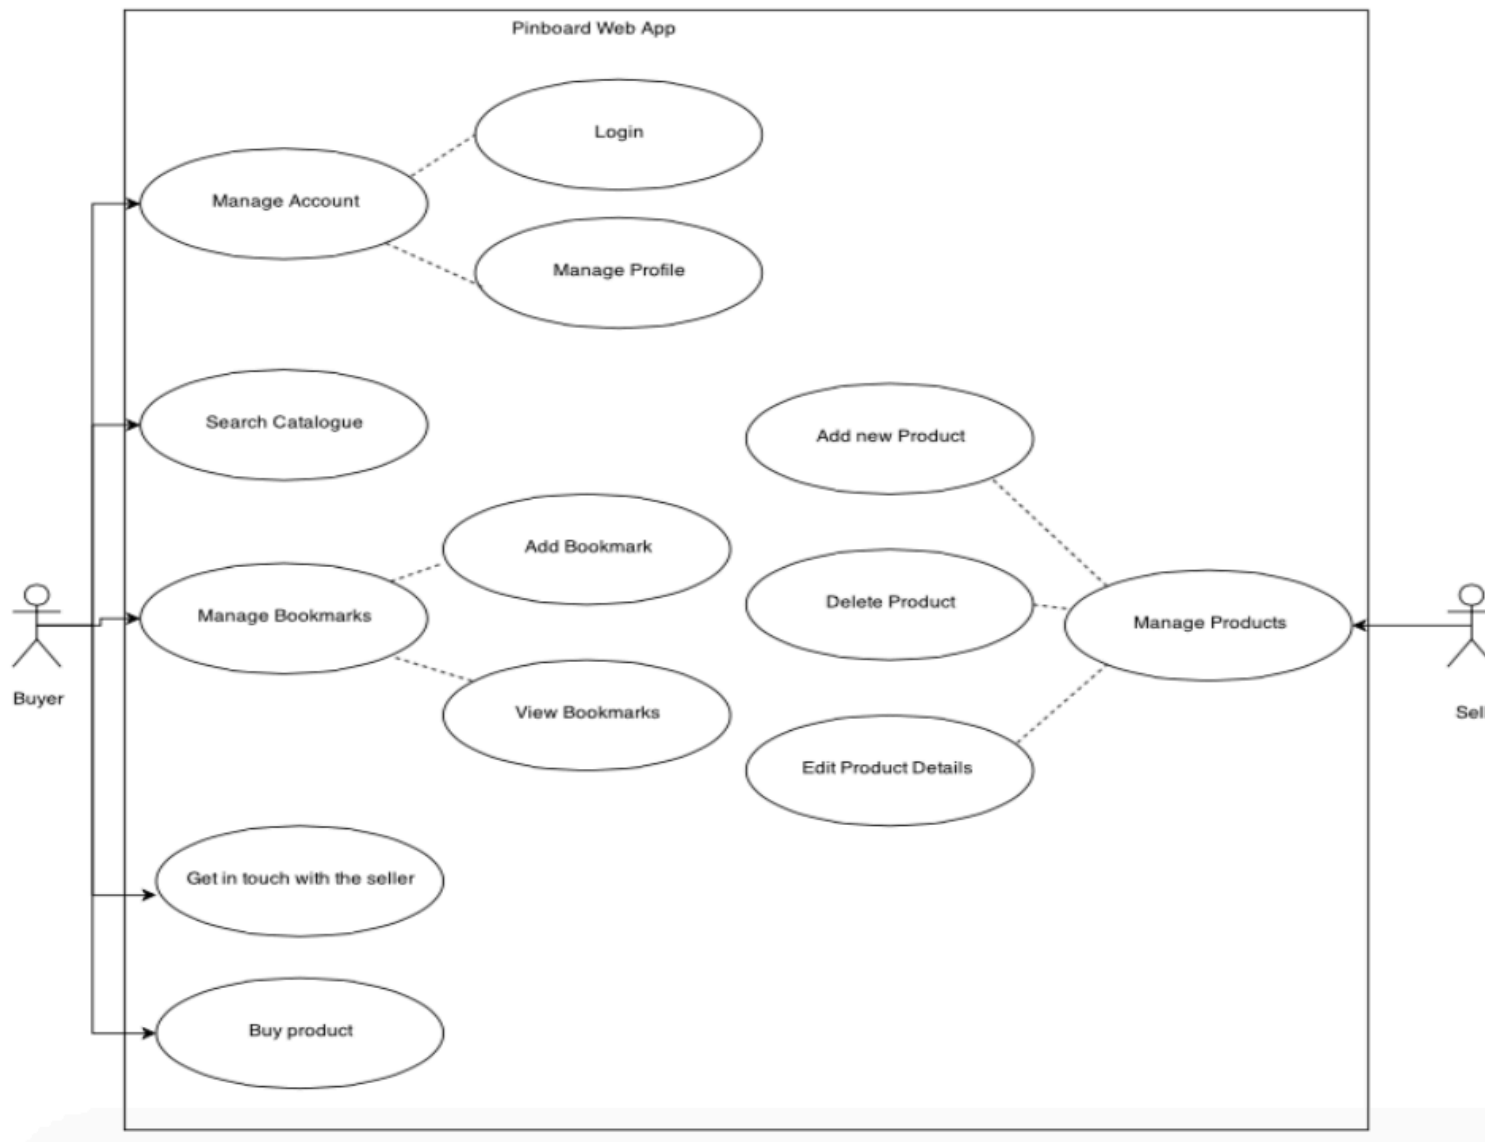 Pinboard Web App
Login
Manage Account
Manage Profile
Search Catalogue
Add new Product
Add Bookmark
Delete Product
Manage Bookmarks
Manage Products
Buyer
View Bookmarks
Sell
Edit Product Details
Get in touch with the seller
Buy product